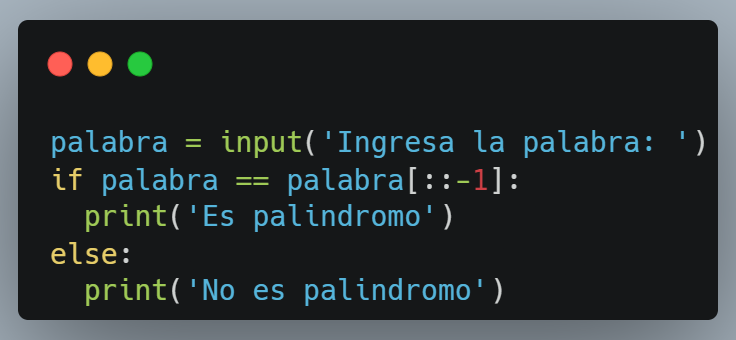 palabra = input('Ingresa la palabra: ')
if palabra == palabra[::-1]:
  print('Es palindromo')
else:
  print('No es palindromo')